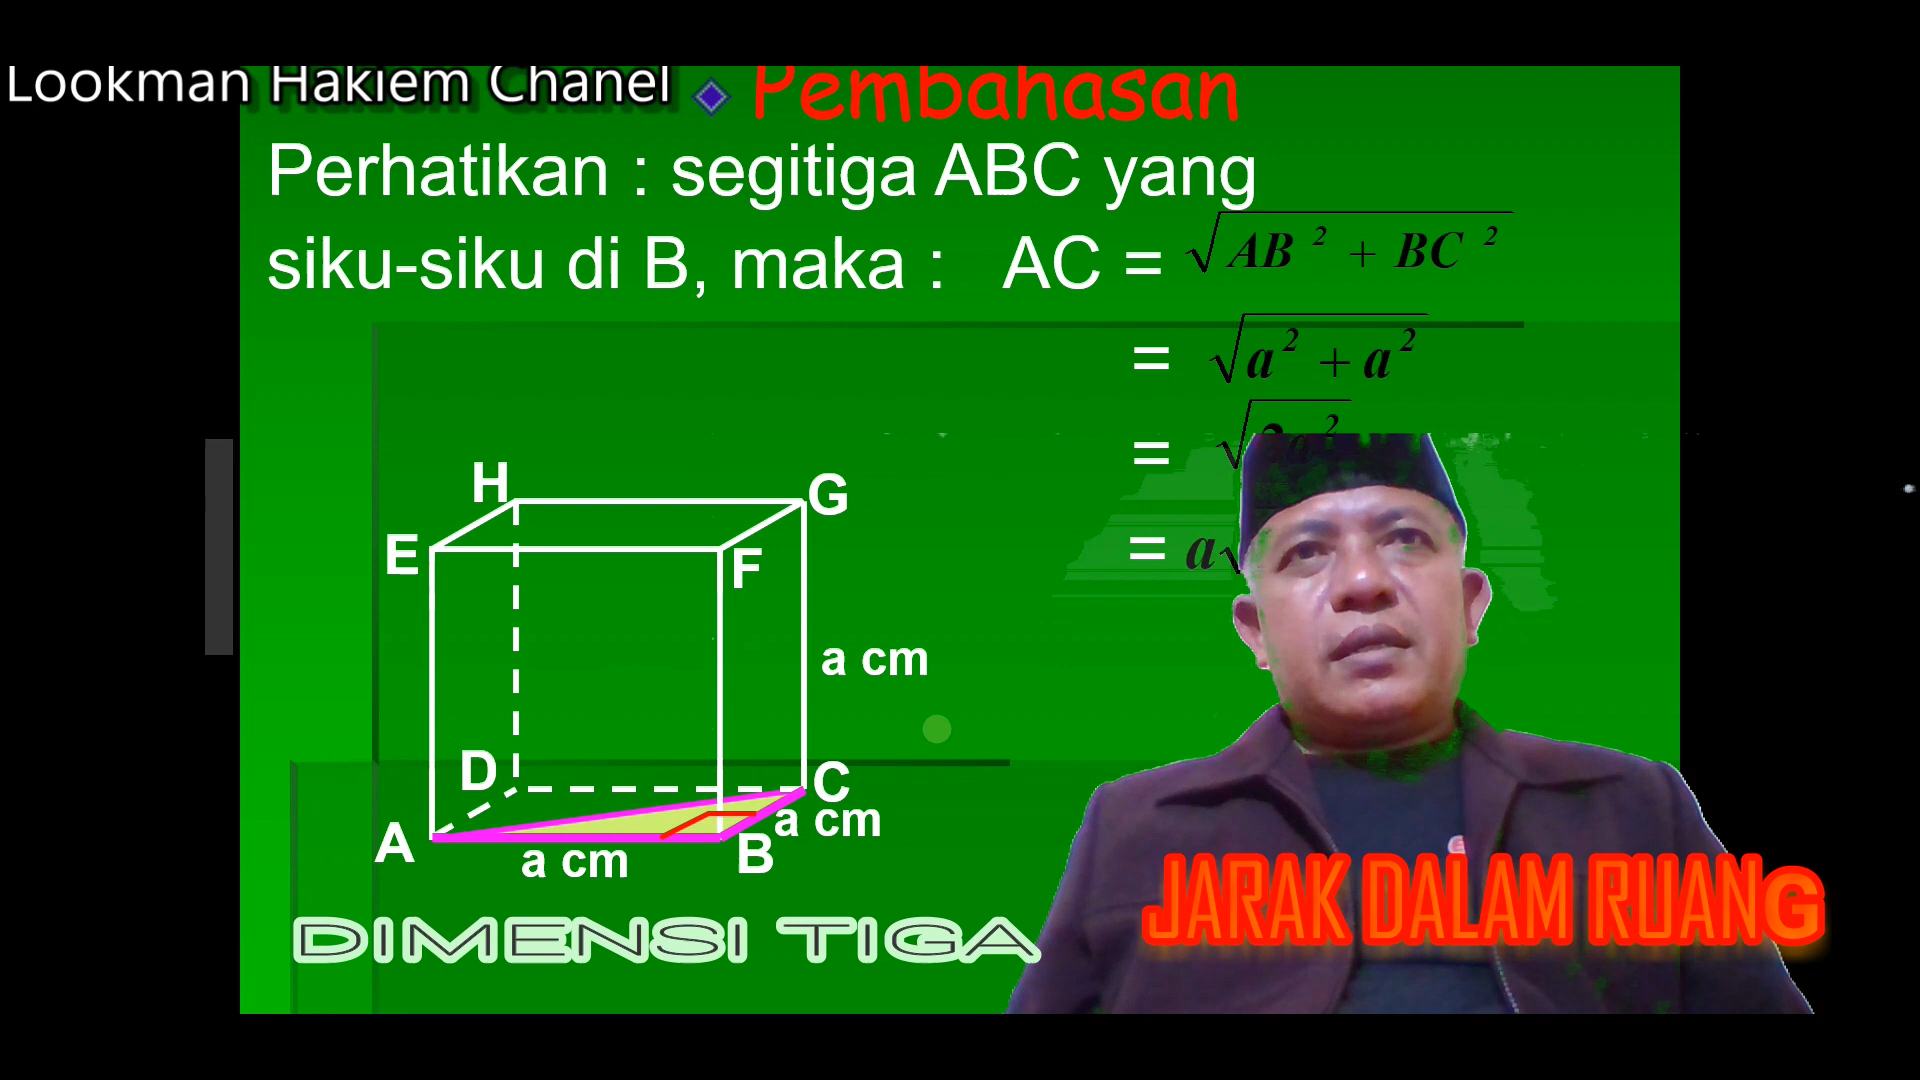 Lookman Hakiem Chanel
Pembahasan
Perhatikan : segitiga ABC yang
siku-siku di B, maka : AC = √AB² + BC²
= √a² + a²
= √2a²
= a√
H
G
E
F
a cm
D
C
a cm
A
B
a cm
DIMENSI TIGA
JARAK DALAM RUANG